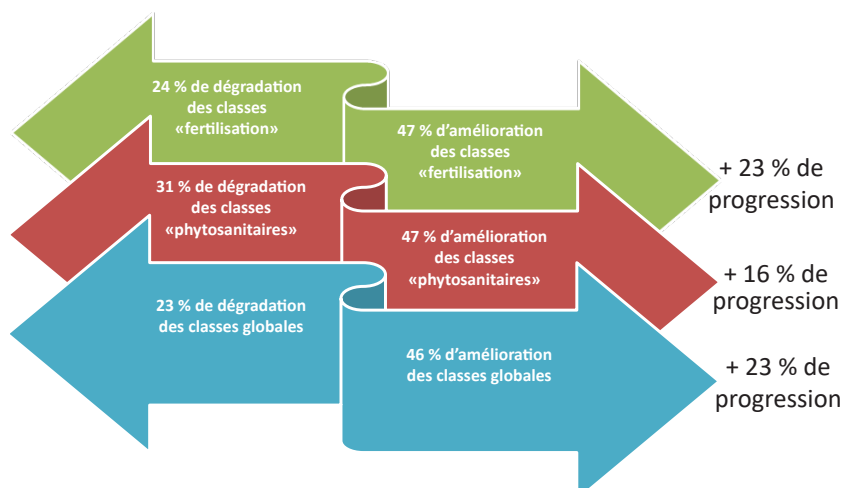 24 % de dégradation
des classes
«fertilisation»
47 % d'amélioration
des classes
«fertilisation»
+ 23 % de
progression
31 % de dégradation
des classes
«phytosanitaires»
47 % d'amélioration
des classes
«phytosanitaires»
+ 16 % de
progression
23 % de dégradation
des classes globales
46 % d'amélioration
des classes globales
+ 23 % de
progression